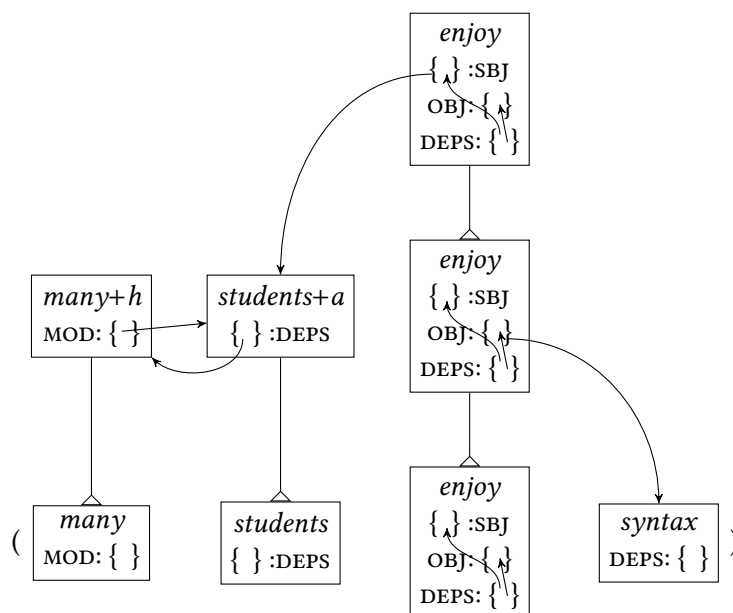 enjoy
{ } :SBJ
OBJ: { }
DEPS: { }
enjoy
{ } :SBJ
OBJ: { }
DEPS: { }
many+h
MOD: { }
students+a
{ } :DEPS
enjoy
{ } :SBJ
OBJ: { }
DEPS: { }
( many
MOD: { }
students
{ } :DEPS
syntax )
DEPS: { }